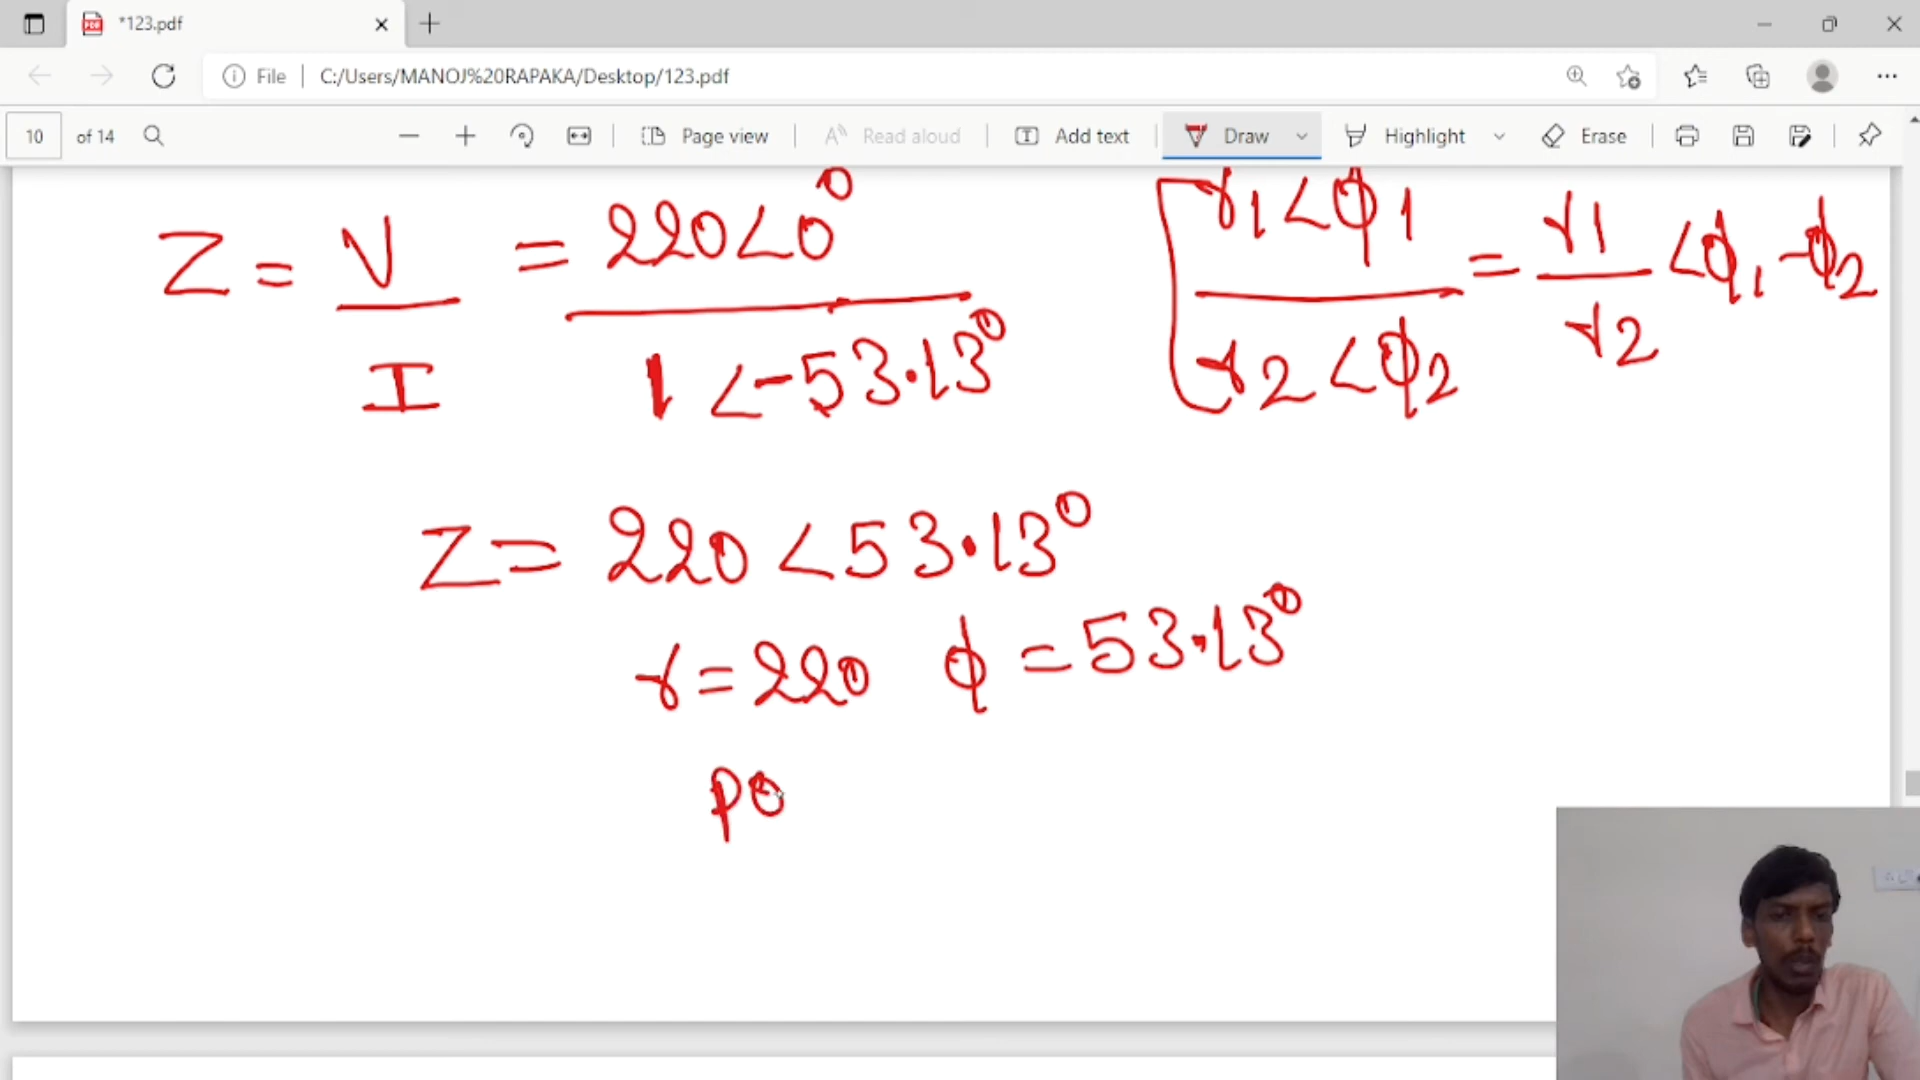 *123.pdf
File C:/Users/MANOJ%20RAPAKA/Desktop/123.pdf
10 of 14 Page view Read aloud Add text Draw Highlight Erase
Z = V/I = 220<0°/1<-53.13°
r1<ϕ1/r2<ϕ2 = r1/r2 <ϕ1-ϕ2
Z = 220 <53.13°
r = 220 ϕ = 53.13°
po